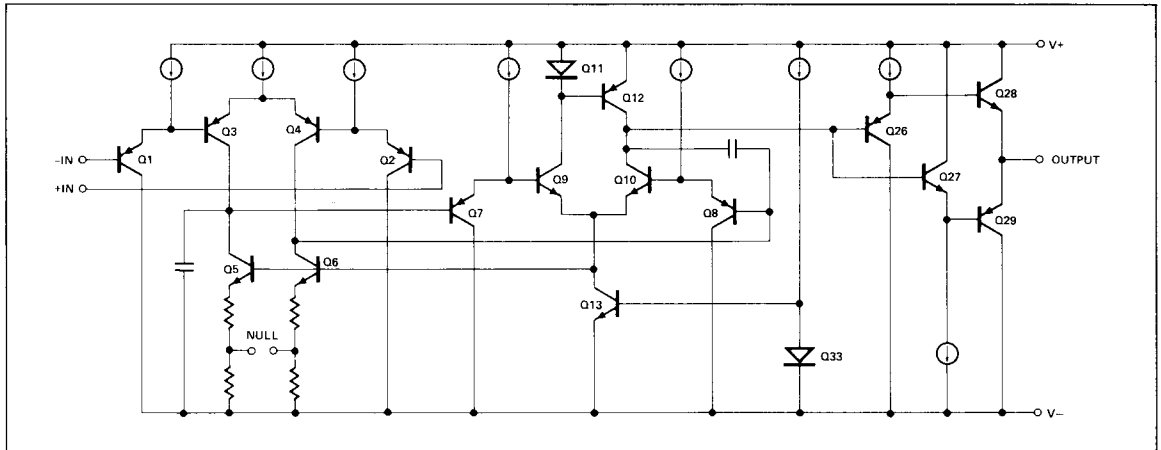 V+
Q11
Q12
Q28
Q3
Q4
Q26
−IN
Q1
Q2
OUTPUT
+IN
Q9
Q10
Q27
Q7
Q8
Q29
Q5
Q6
Q13
NULL
Q33
V−